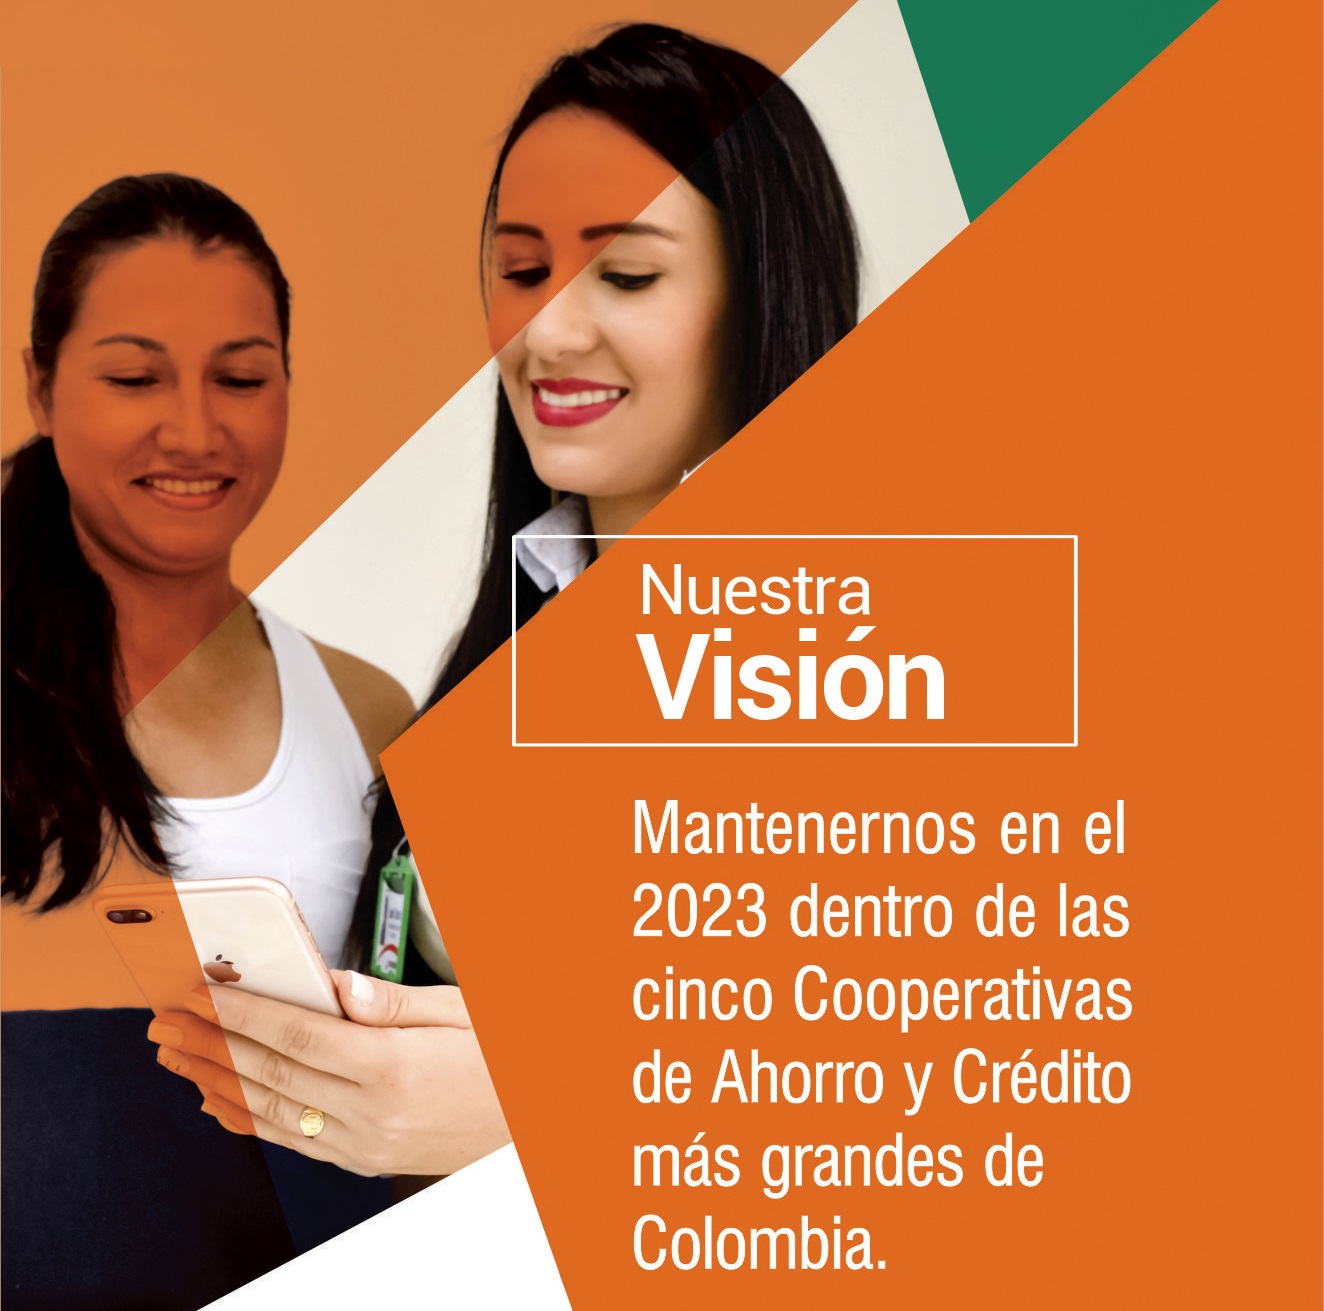 Nuestra
Visión
Mantenernos en el
2023 dentro de las
cinco Cooperativas
de Ahorro y Crédito
más grandes de
Colombia.